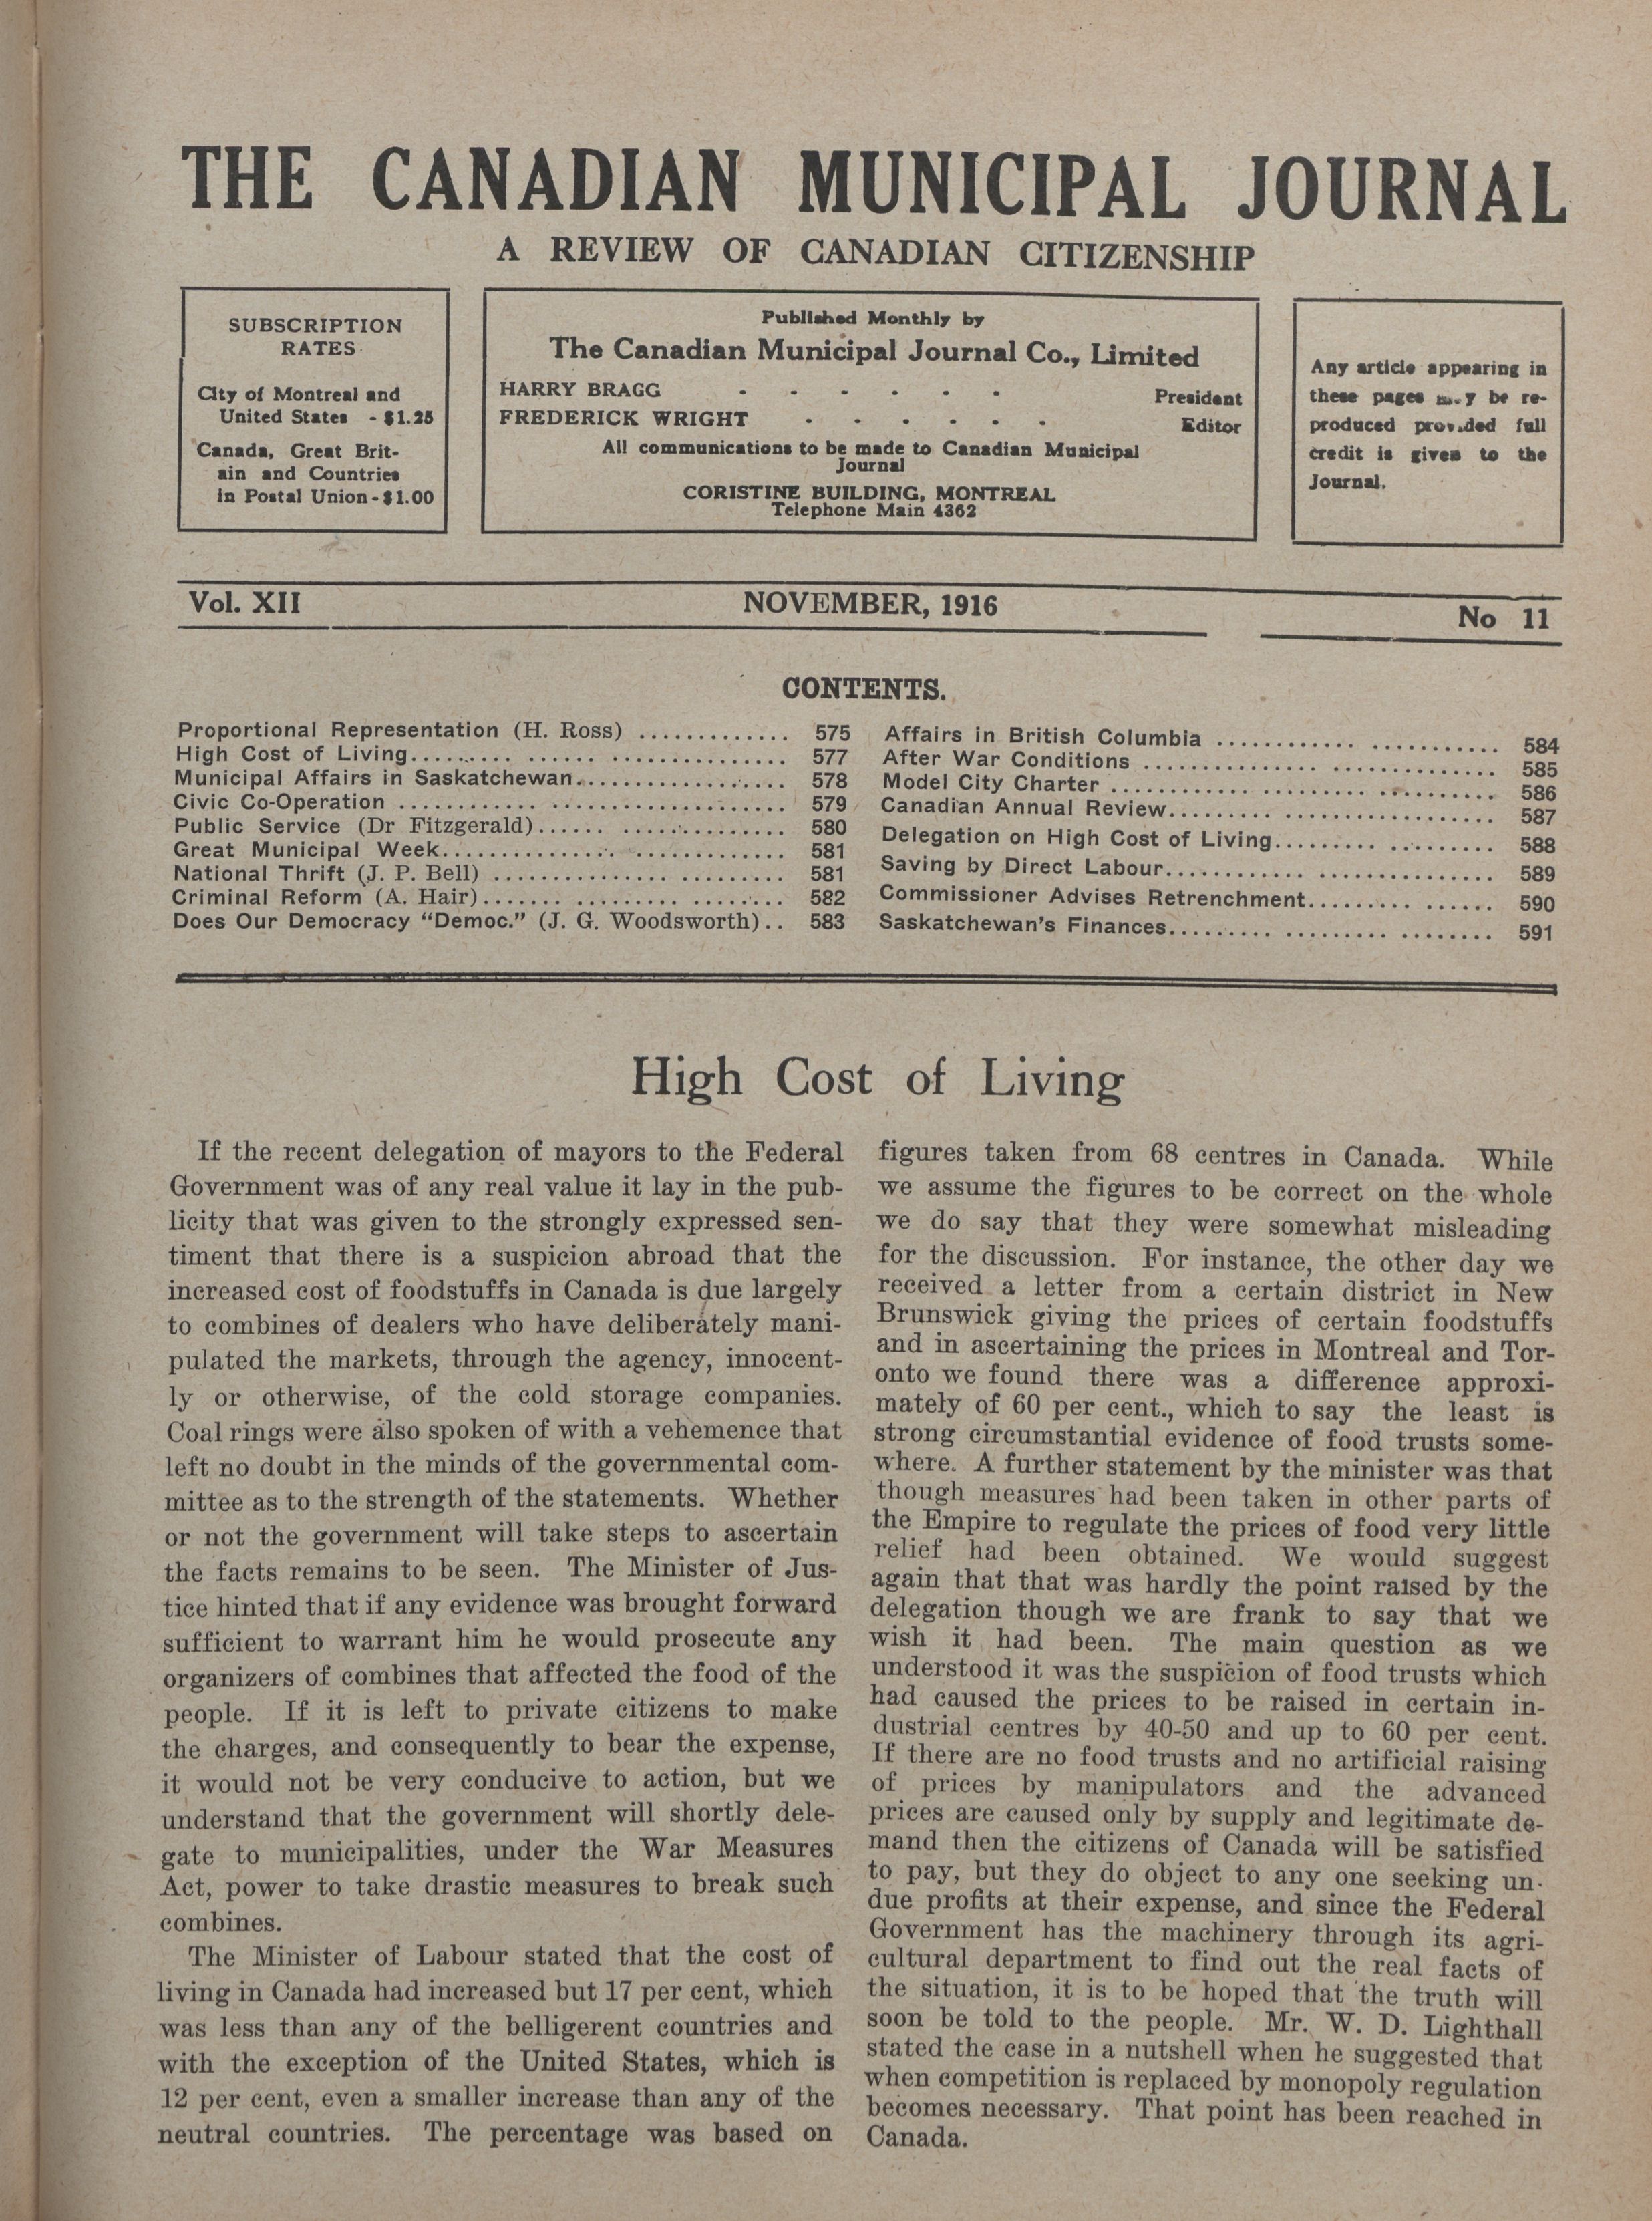 THE CANADIAN MUNICIPAL JOURNAL
A REVIEW OF CANADIAN CITIZENSHIP
SUBSCRIPTION
RATES
City of Montreal and
United States - $1.25
Canada, Great Brit-
ain and Countries
in Postal Union - $1.00
Published Monthly by
The Canadian Municipal Journal Co., Limited
HARRY BRAGG - - - - - - President
FREDERICK WRIGHT - - - - - - Editor
All communications to be made to Canadian Municipal
Journal
CORISTINE BUILDING, MONTREAL
Telephone Main 4362
Any article appearing in
these pages may be re-
produced provided full
credit is given to the
Journal.
Vol. XII NOVEMBER, 1916 No 11
CONTENTS.
Proportional Representation (H. Ross) ............. 575
High Cost of Living.......... ...... ................ 577
Municipal Affairs in Saskatchewan.................. 578
Civic Co-Operation ............ ..................... 579
Public Service (Dr Fitzgerald)...... ............... 580
Great Municipal Week................ .............. 581
National Thrift (J. P. Bell) ............... ......... 581
Criminal Reform (A. Hair)....... ......... ......... 582
Does Our Democracy "Democ." (J. G. Woodsworth).. 583
Affairs in British Columbia ............ ........... 584
After War Conditions ................ ............... 585
Model City Charter ............ ......... .......... 586
Canadian Annual Review......... .................. 587
Delegation on High Cost of Living......... ......... 588
Saving by Direct Labour............ ................ 589
Commissioner Advises Retrenchment......... ...... 590
Saskatchewan's Finances......... ......... ........ 591
High Cost of Living
If the recent delegation of mayors to the Federal
Government was of any real value it lay in the pub-
licity that was given to the strongly expressed sen-
timent that there is a suspicion abroad that the
increased cost of foodstuffs in Canada is due largely
to combines of dealers who have deliberately mani-
pulated the markets, through the agency, innocent-
ly or otherwise, of the cold storage companies.
Coal rings were also spoken of with a vehemence that
left no doubt in the minds of the governmental com-
mittee as to the strength of the statements. Whether
or not the government will take steps to ascertain
the facts remains to be seen. The Minister of Jus-
tice hinted that if any evidence was brought forward
sufficient to warrant him he would prosecute any
organizers of combines that affected the food of the
people. If it is left to private citizens to make
the charges, and consequently to bear the expense,
it would not be very conducive to action, but we
understand that the government will shortly dele-
gate to municipalities, under the War Measures
Act, power to take drastic measures to break such
combines.
The Minister of Labour stated that the cost of
living in Canada had increased but 17 per cent, which
was less than any of the belligerent countries and
with the exception of the United States, which is
12 per cent, even a smaller increase than any of the
neutral countries. The percentage was based on
figures taken from 68 centres in Canada. While
we assume the figures to be correct on the whole
we do say that they were somewhat misleading
for the discussion. For instance, the other day we
received a letter from a certain district in New
Brunswick giving the prices of certain foodstuffs
and in ascertaining the prices in Montreal and Tor-
onto we found there was a difference approxi-
mately of 60 per cent., which to say the least is
strong circumstantial evidence of food trusts some-
where. A further statement by the minister was that
though measures had been taken in other parts of
the Empire to regulate the prices of food very little
relief had been obtained. We would suggest
again that that was hardly the point raised by the
delegation though we are frank to say that we
wish it had been. The main question as we
understood it was the suspicion of food trusts which
had caused the prices to be raised in certain in-
dustrial centres by 40-50 and up to 60 per cent.
If there are no food trusts and no artificial raising
of prices by manipulators and the advanced
prices are caused only by supply and legitimate de-
mand then the citizens of Canada will be satisfied
to pay, but they do object to any one seeking un-
due profits at their expense, and since the Federal
Government has the machinery through its agri-
cultural department to find out the real facts of
the situation, it is to be hoped that the truth will
soon be told to the people. Mr. W. D. Lighthall
stated the case in a nutshell when he suggested that
when competition is replaced by monopoly regulation
becomes necessary. That point has been reached in
Canada.